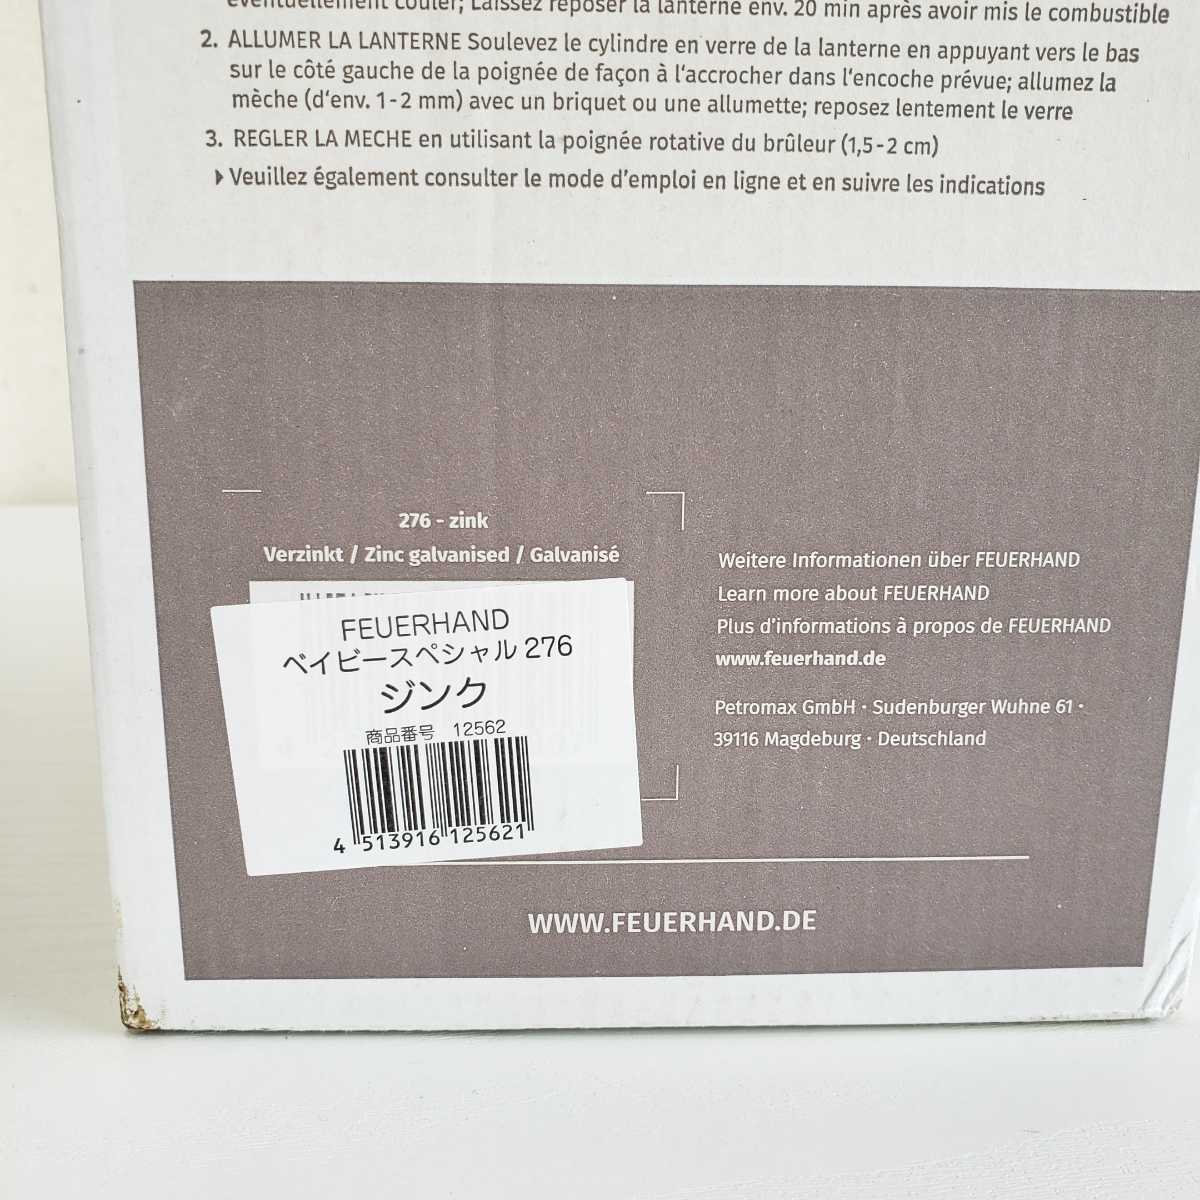 éventuellement couler; Laissez reposer la lanterne env. 20 min après avoir mis le combustible
2. ALLUMER LA LANTERNE Soulevez le cylindre en verre de la lanterne en appuyant vers le bas
sur le côté gauche de la poignée de façon à l'accrocher dans l'encoche prévue; allumez la
mèche (d'env. 1-2 mm) avec un briquet ou une allumette; reposez lentement le verre
3. REGLER LA MECHE en utilisant la poignée rotative du brûleur (1,5-2 cm)
Veuillez également consulter le mode d'emploi en ligne et en suivre les indications
276 - zink
Verzinkt / Zinc galvanised / Galvanisé
FEUERHAND
ベイビースペシャル 276
ジンク
商品番号 12562
4 513916 125621
Weitere Informationen über FEUERHAND
Learn more about FEUERHAND
Plus d'informations à propos de FEUERHAND
www.feuerhand.de
Petromax GmbH · Sudenburger Wuhne 61 ·
39116 Magdeburg · Deutschland
WWW.FEUERHAND.DE